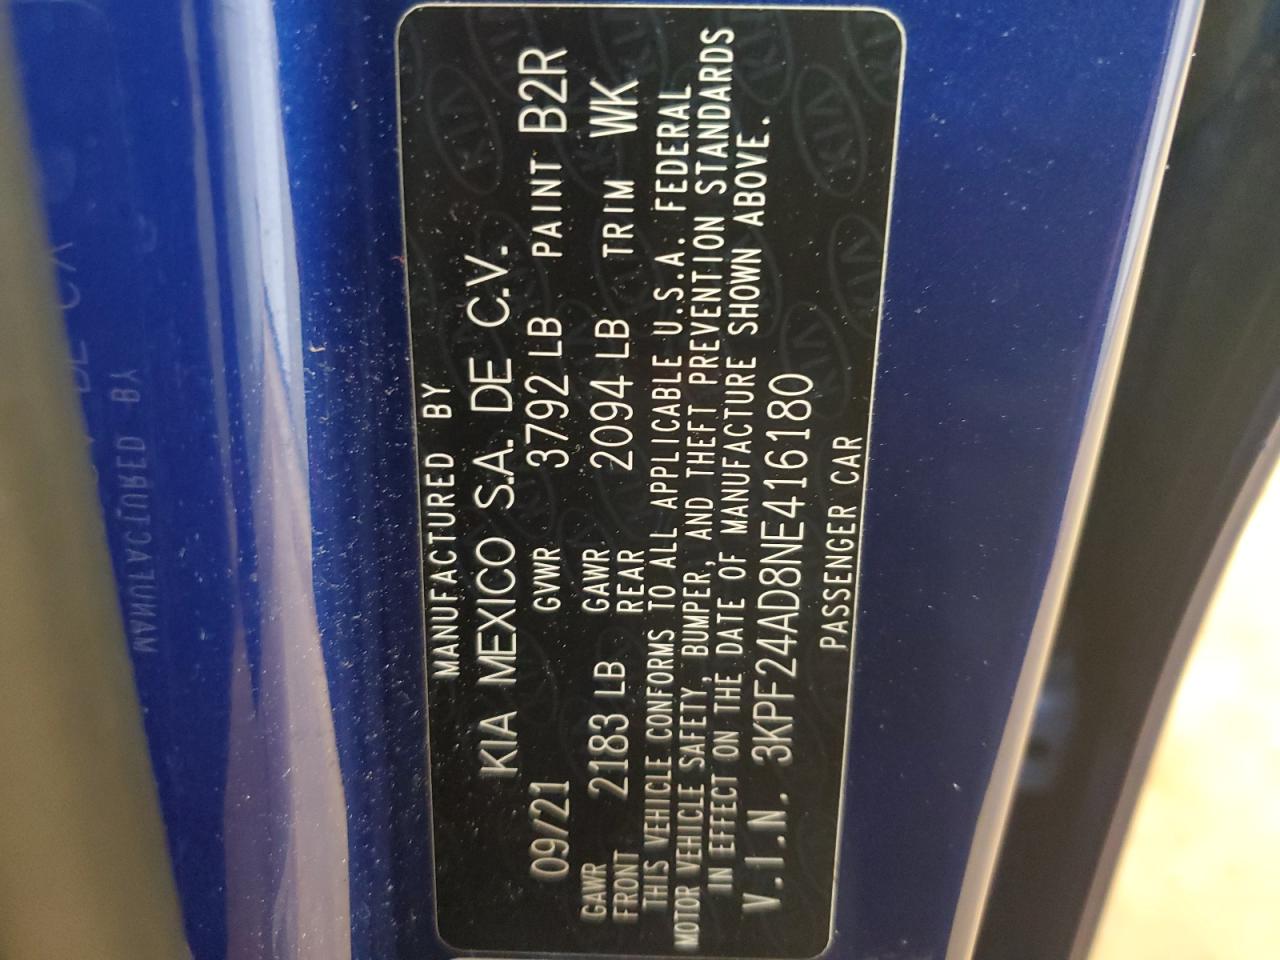 MANUFACTURED BY
KIA MEXICO S.A. DE C.V.
09/21 GVWR 3792 LB PAINT B2R
GAWR FRONT 2183 LB GAWR REAR 2094 LB TRIM WK
THIS VEHICLE CONFORMS TO ALL APPLICABLE U.S.A. FEDERAL
MOTOR VEHICLE SAFETY, BUMPER, AND THEFT PREVENTION STANDARDS
IN EFFECT ON THE DATE OF MANUFACTURE SHOWN ABOVE.
V.I.N. 3KPF24AD8NE416180
PASSENGER CAR